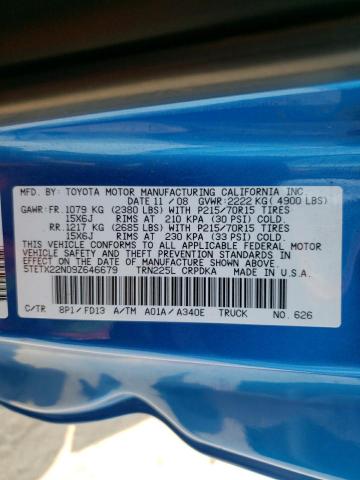 MFD. BY: TOYOTA MOTOR MANUFACTURING CALIFORNIA INC.
DATE 11/08 GVWR:2222 KG( 4900 LBS)
GAWR:FR. 1079 KG (2380 LBS) WITH P215/70R15 TIRES
15X6J RIMS AT 210 KPA (30 PSI) COLD.
RR. 1217 KG (2685 LBS) WITH P215/70R15 TIRES
15X6J RIMS AT 230 KPA (33 PSI) COLD.
THIS VEHICLE CONFORMS TO ALL APPLICABLE FEDERAL MOTOR
VEHICLE SAFETY STANDARDS IN EFFECT ON THE DATE OF
MANUFACTURE SHOWN ABOVE.
5TETX22N09Z646679 TRN225L CRPDKA MADE IN U.S.A.
C/TR 8P1/FD13 A/TM A01A/A340E TRUCK NO. 626